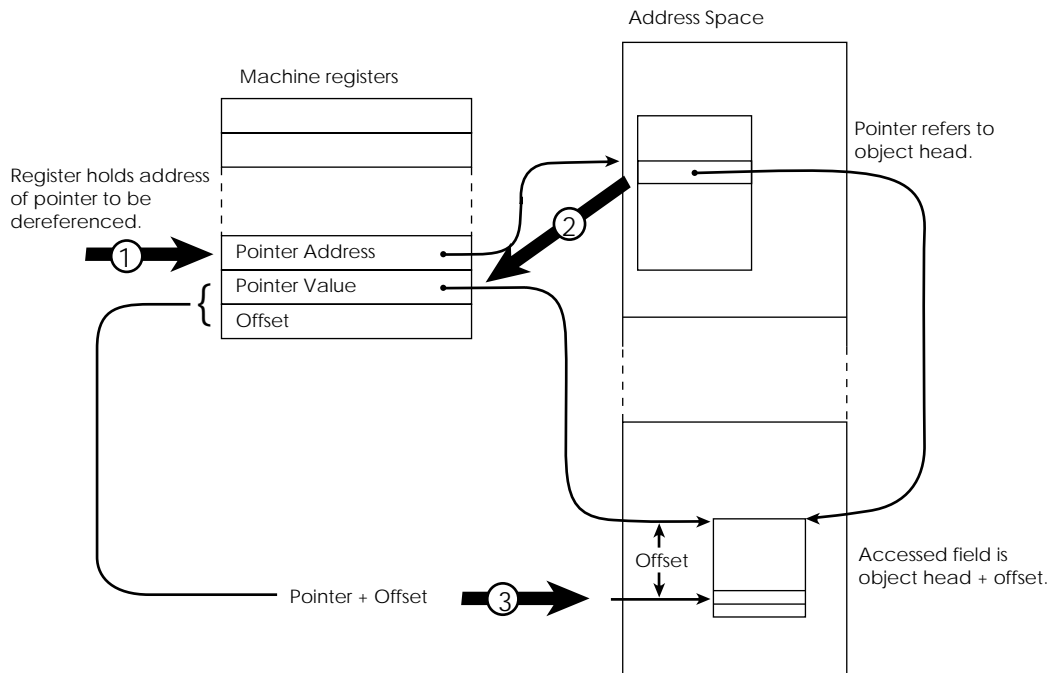 Address Space
Machine registers
Pointer refers to
object head.
Register holds address
of pointer to be
dereferenced.
1
2
Pointer Address
Pointer Value
Offset
Offset
Accessed field is
object head + offset.
Pointer + Offset
3